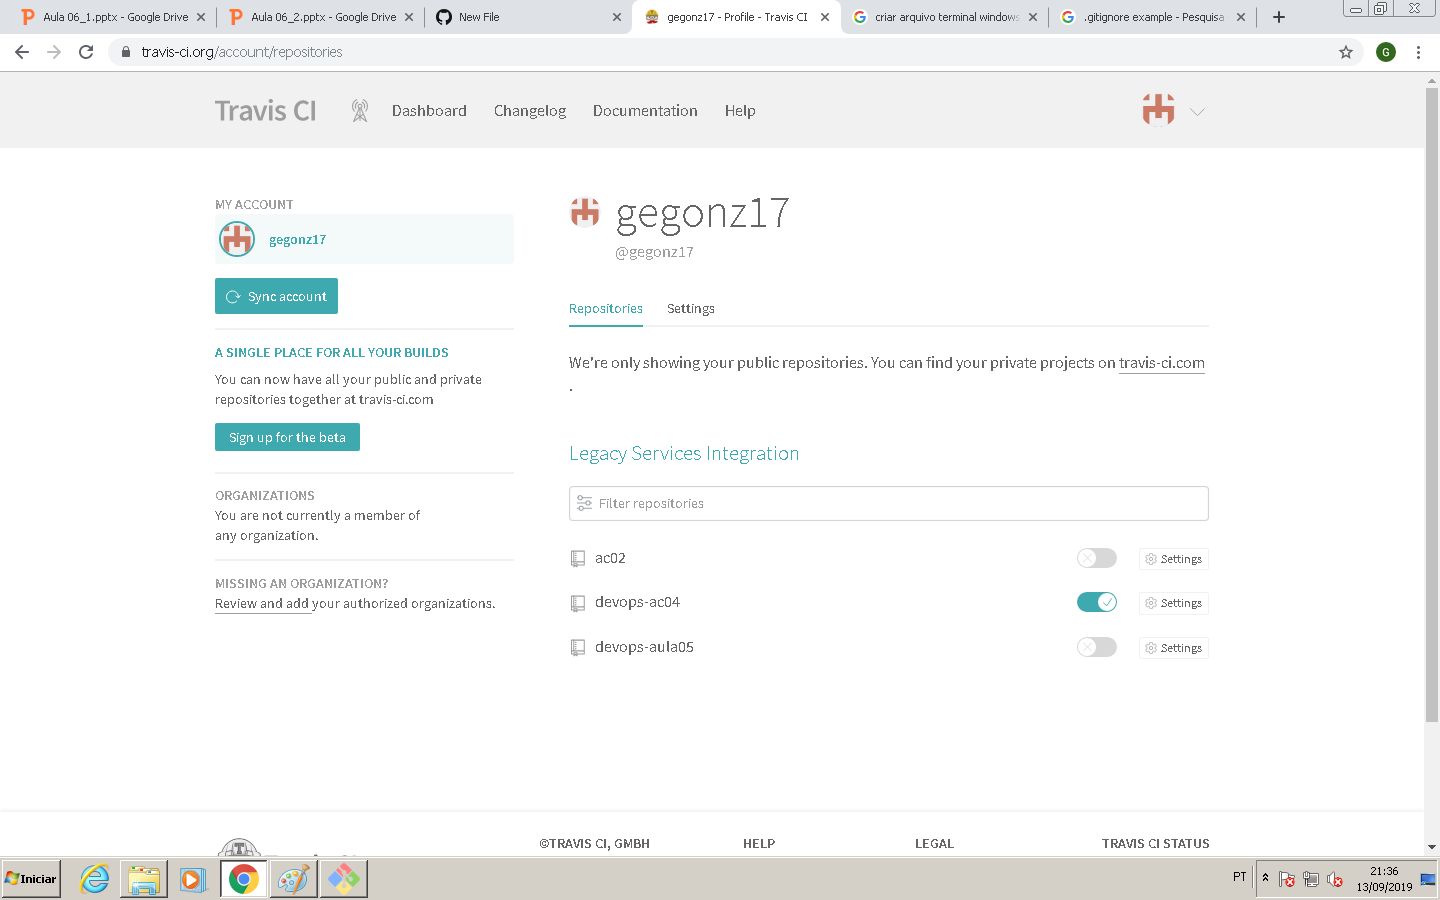 Aula 06_1.pptx - Google Drive
Aula 06_2.pptx - Google Drive
New File
gegonz17 - Profile - Travis CI
criar arquivo terminal windows
.gitignore example - Pesquisa
G
travis-ci.org/account/repositories
Travis CI
Dashboard
Changelog
Documentation
Help
MY ACCOUNT
gegonz17
Sync account
A SINGLE PLACE FOR ALL YOUR BUILDS
You can now have all your public and private
repositories together at travis-ci.com
Sign up for the beta
ORGANIZATIONS
You are not currently a member of
any organization.
MISSING AN ORGANIZATION?
Review and add your authorized organizations.
gegonz17
@gegonz17
Repositories
Settings
We're only showing your public repositories. You can find your private projects on travis-ci.com
.
Legacy Services Integration
Filter repositories
ac02
Settings
devops-ac04
Settings
devops-aula05
Settings
©TRAVIS CI, GMBH
HELP
LEGAL
TRAVIS CI STATUS
Iniciar
PT
21:36
13/09/2019